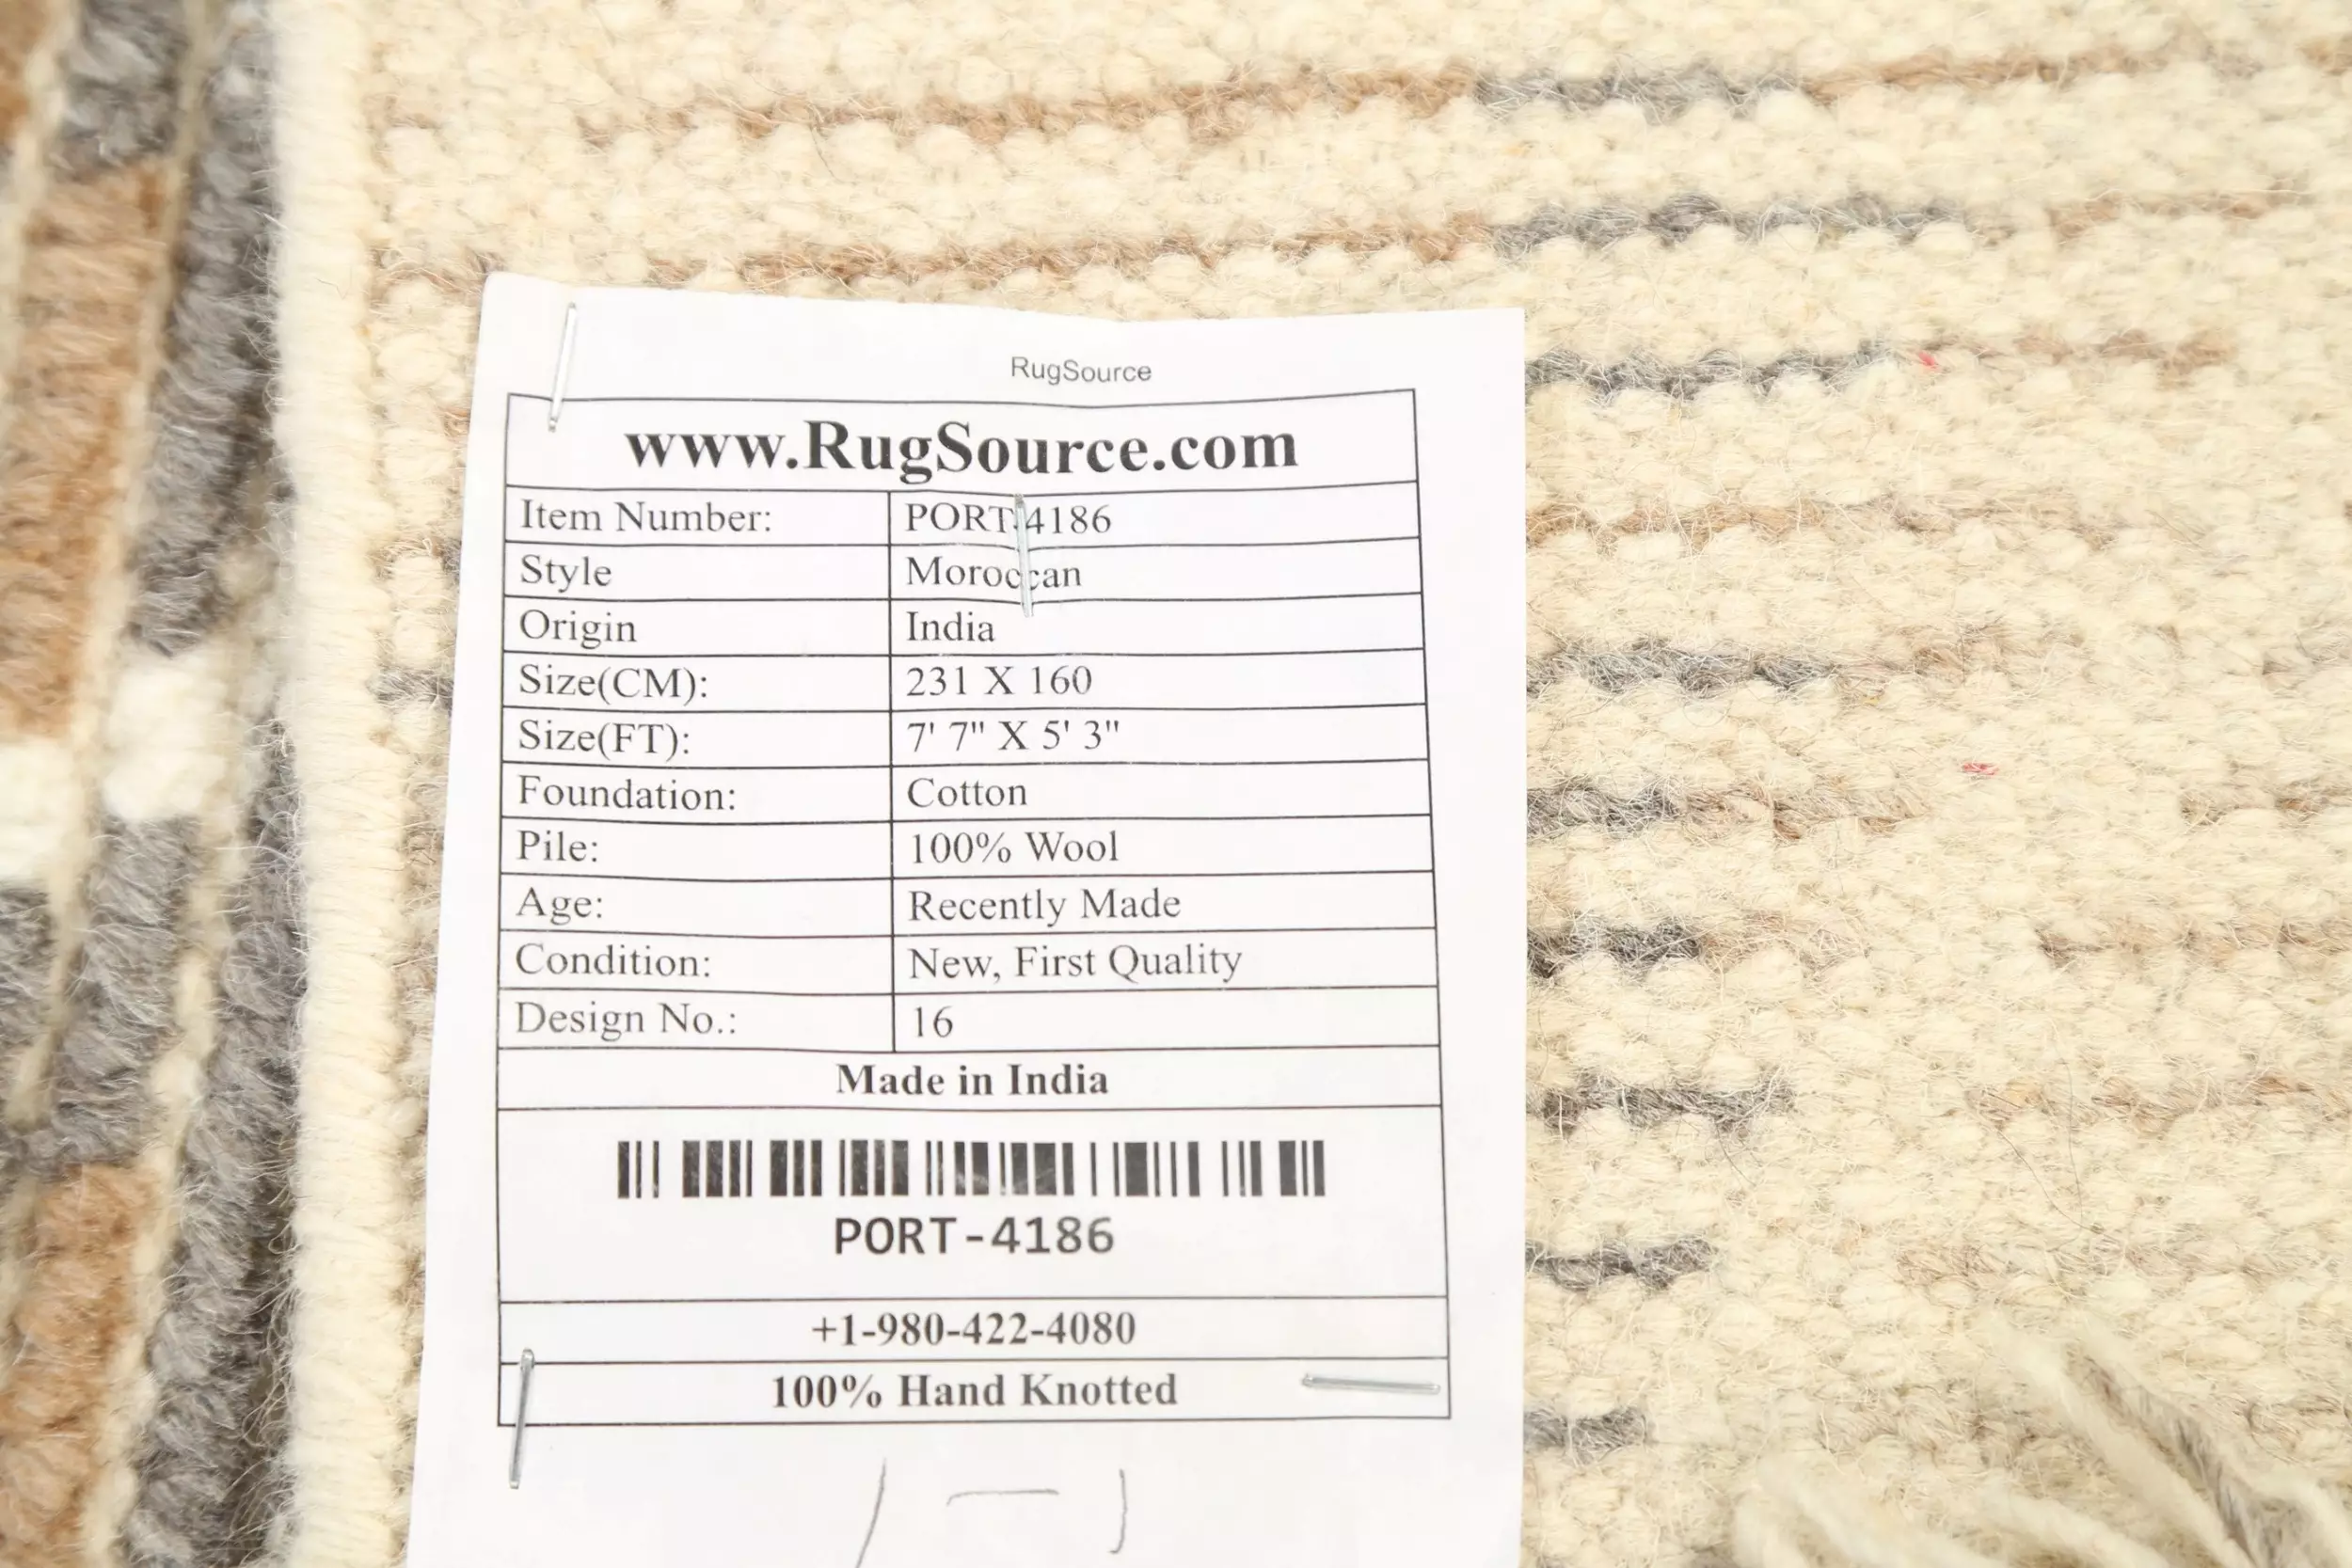 RugSource
www.RugSource.com
Item Number: PORT-4186
Style Moroccan
Origin India
Size(CM): 231 X 160
Size(FT): 7' 7" X 5' 3"
Foundation: Cotton
Pile: 100% Wool
Age: Recently Made
Condition: New, First Quality
Design No.: 16
Made in India
PORT-4186
+1-980-422-4080
100% Hand Knotted